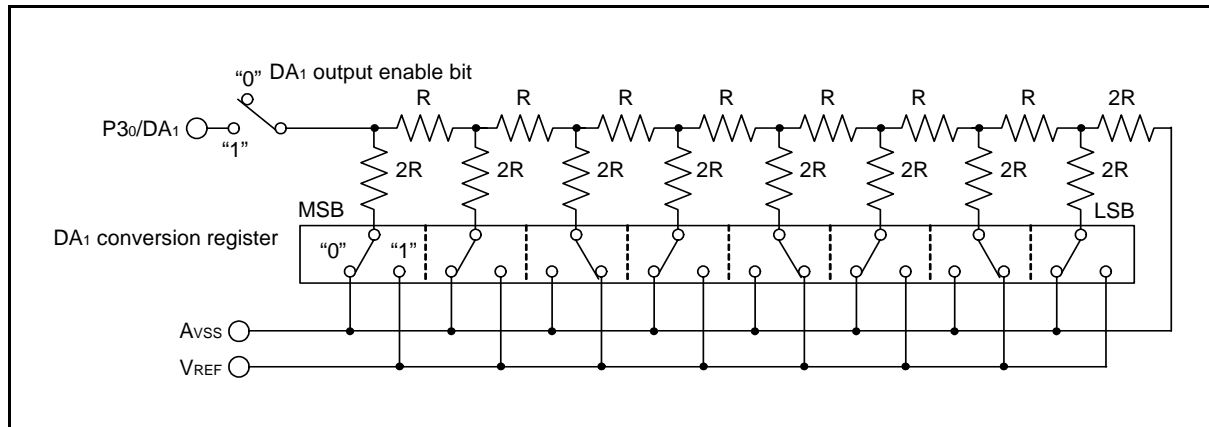 “0” DA1 output enable bit
R R R R R R R 2R
P30/DA1
“1”
2R 2R 2R 2R 2R 2R 2R 2R
MSB LSB
DA1 conversion register
“0” “1”
AVSS
VREF